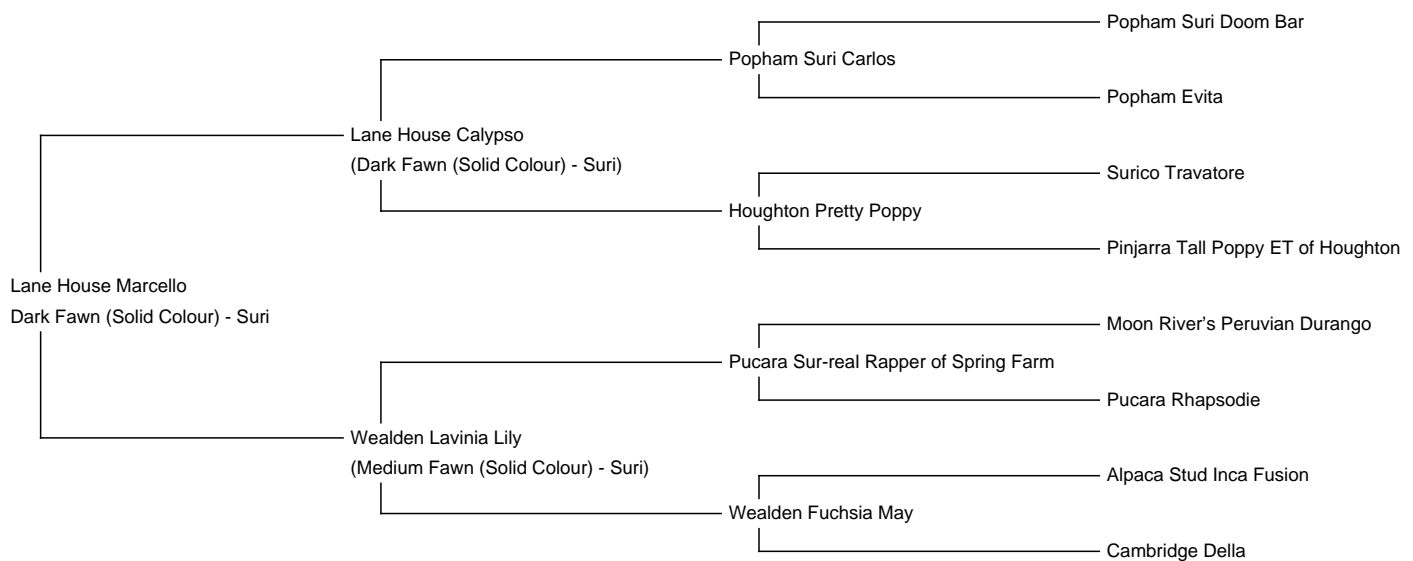 Popham Suri Doom Bar
Popham Suri Carlos
Popham Evita
Lane House Calypso
(Dark Fawn (Solid Colour) - Suri)
Surico Travatore
Houghton Pretty Poppy
Pinjarra Tall Poppy ET of Houghton
Lane House Marcello
Dark Fawn (Solid Colour) - Suri
Moon River's Peruvian Durango
Pucara Sur-real Rapper of Spring Farm
Pucara Rhapsodie
Wealden Lavinia Lily
(Medium Fawn (Solid Colour) - Suri)
Alpaca Stud Inca Fusion
Wealden Fuchsia May
Cambridge Della